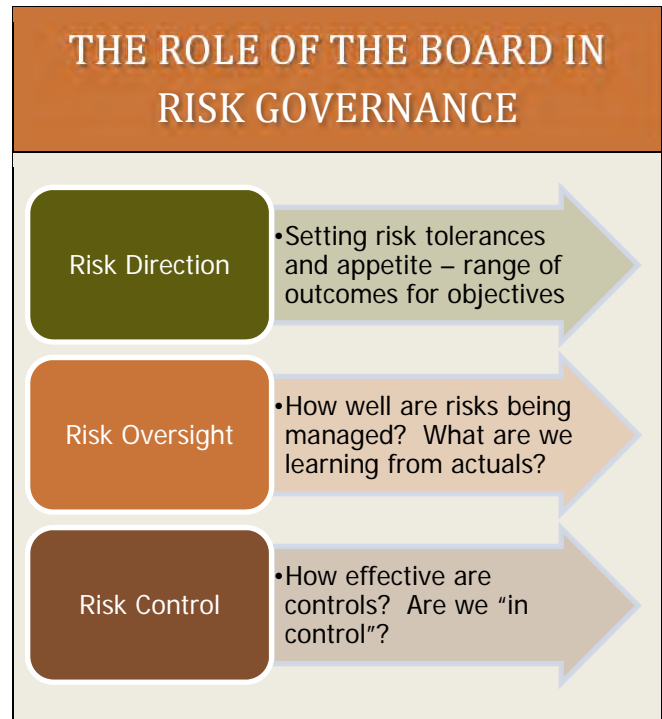 THE ROLE OF THE BOARD IN
RISK GOVERNANCE
Risk Direction
•Setting risk tolerances
and appetite – range of
outcomes for objectives
Risk Oversight
•How well are risks being
managed?  What are we
learning from actuals?
Risk Control
•How effective are
controls?  Are we “in
control”?